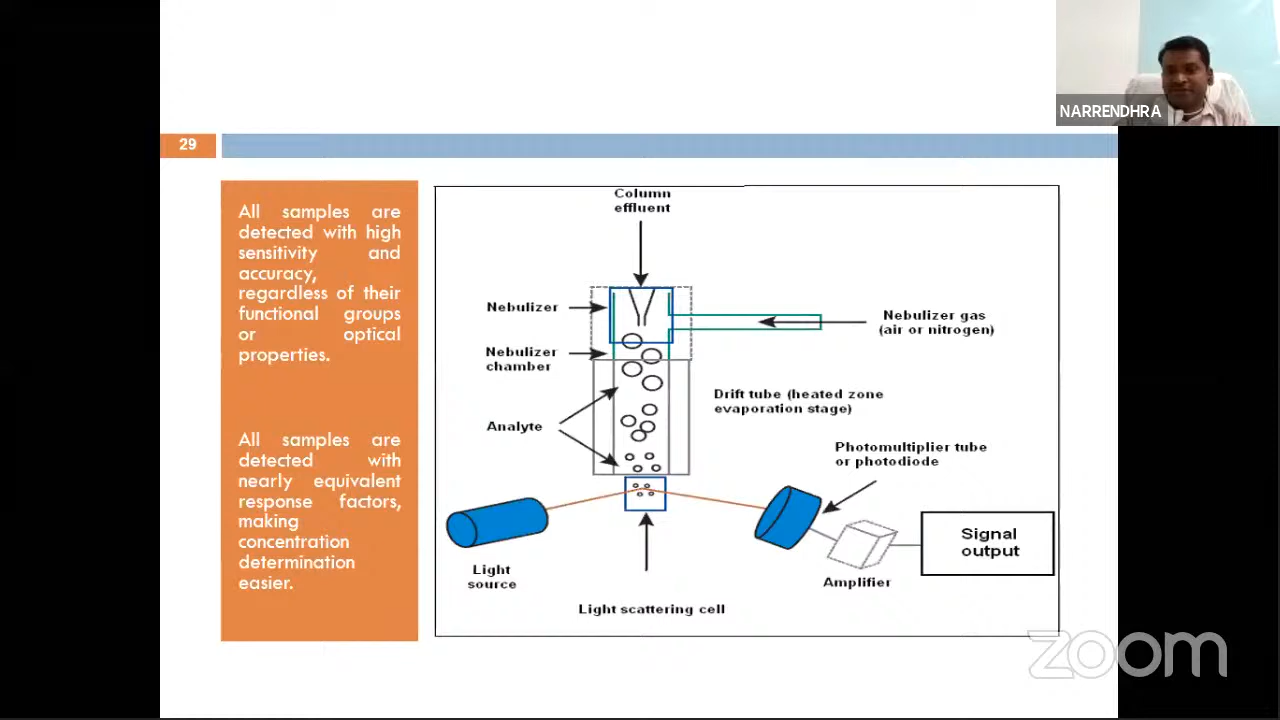 NARRENDHRA
29
All samples are
detected with high
sensitivity and
accuracy,
regardless of their
functional groups
or optical
properties.
All samples are
detected with
nearly equivalent
response factors,
making
concentration
determination
easier.
Column
effluent
Nebulizer
Nebulizer gas
(air or nitrogen)
Nebulizer
chamber
Drift tube (heated zone
evaporation stage)
Analyte
Photomultiplier tube
or photodiode
Signal
output
Light
source
Amplifier
Light scattering cell
zoom